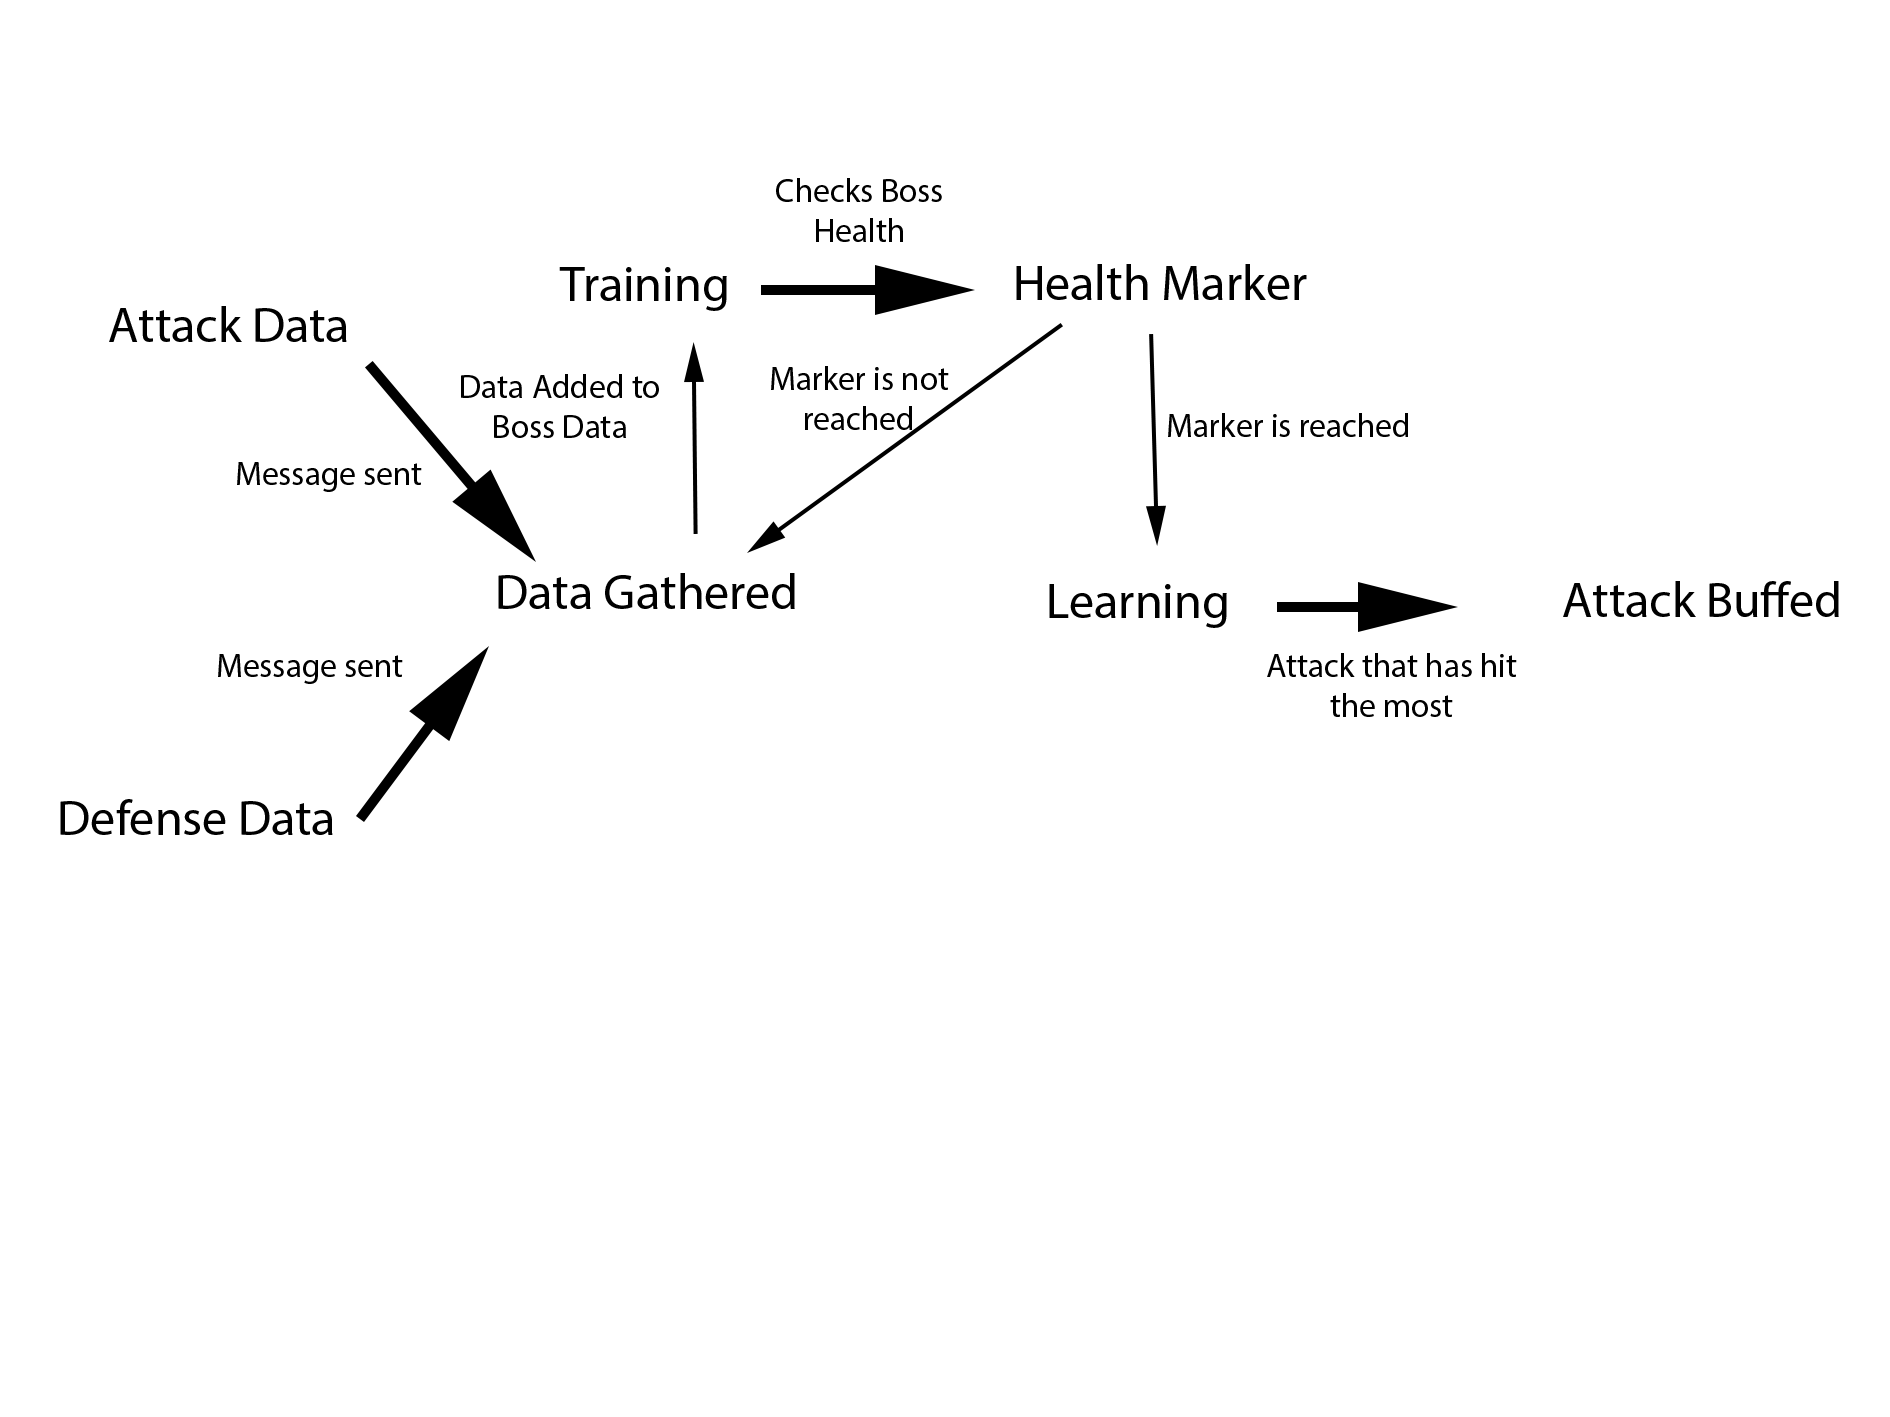 Checks Boss
Health
Training
Health Marker
Attack Data
Data Added to
Boss Data
Marker is not
reached
Marker is reached
Message sent
Data Gathered
Learning
Attack Buffed
Message sent
Attack that has hit
the most
Defense Data